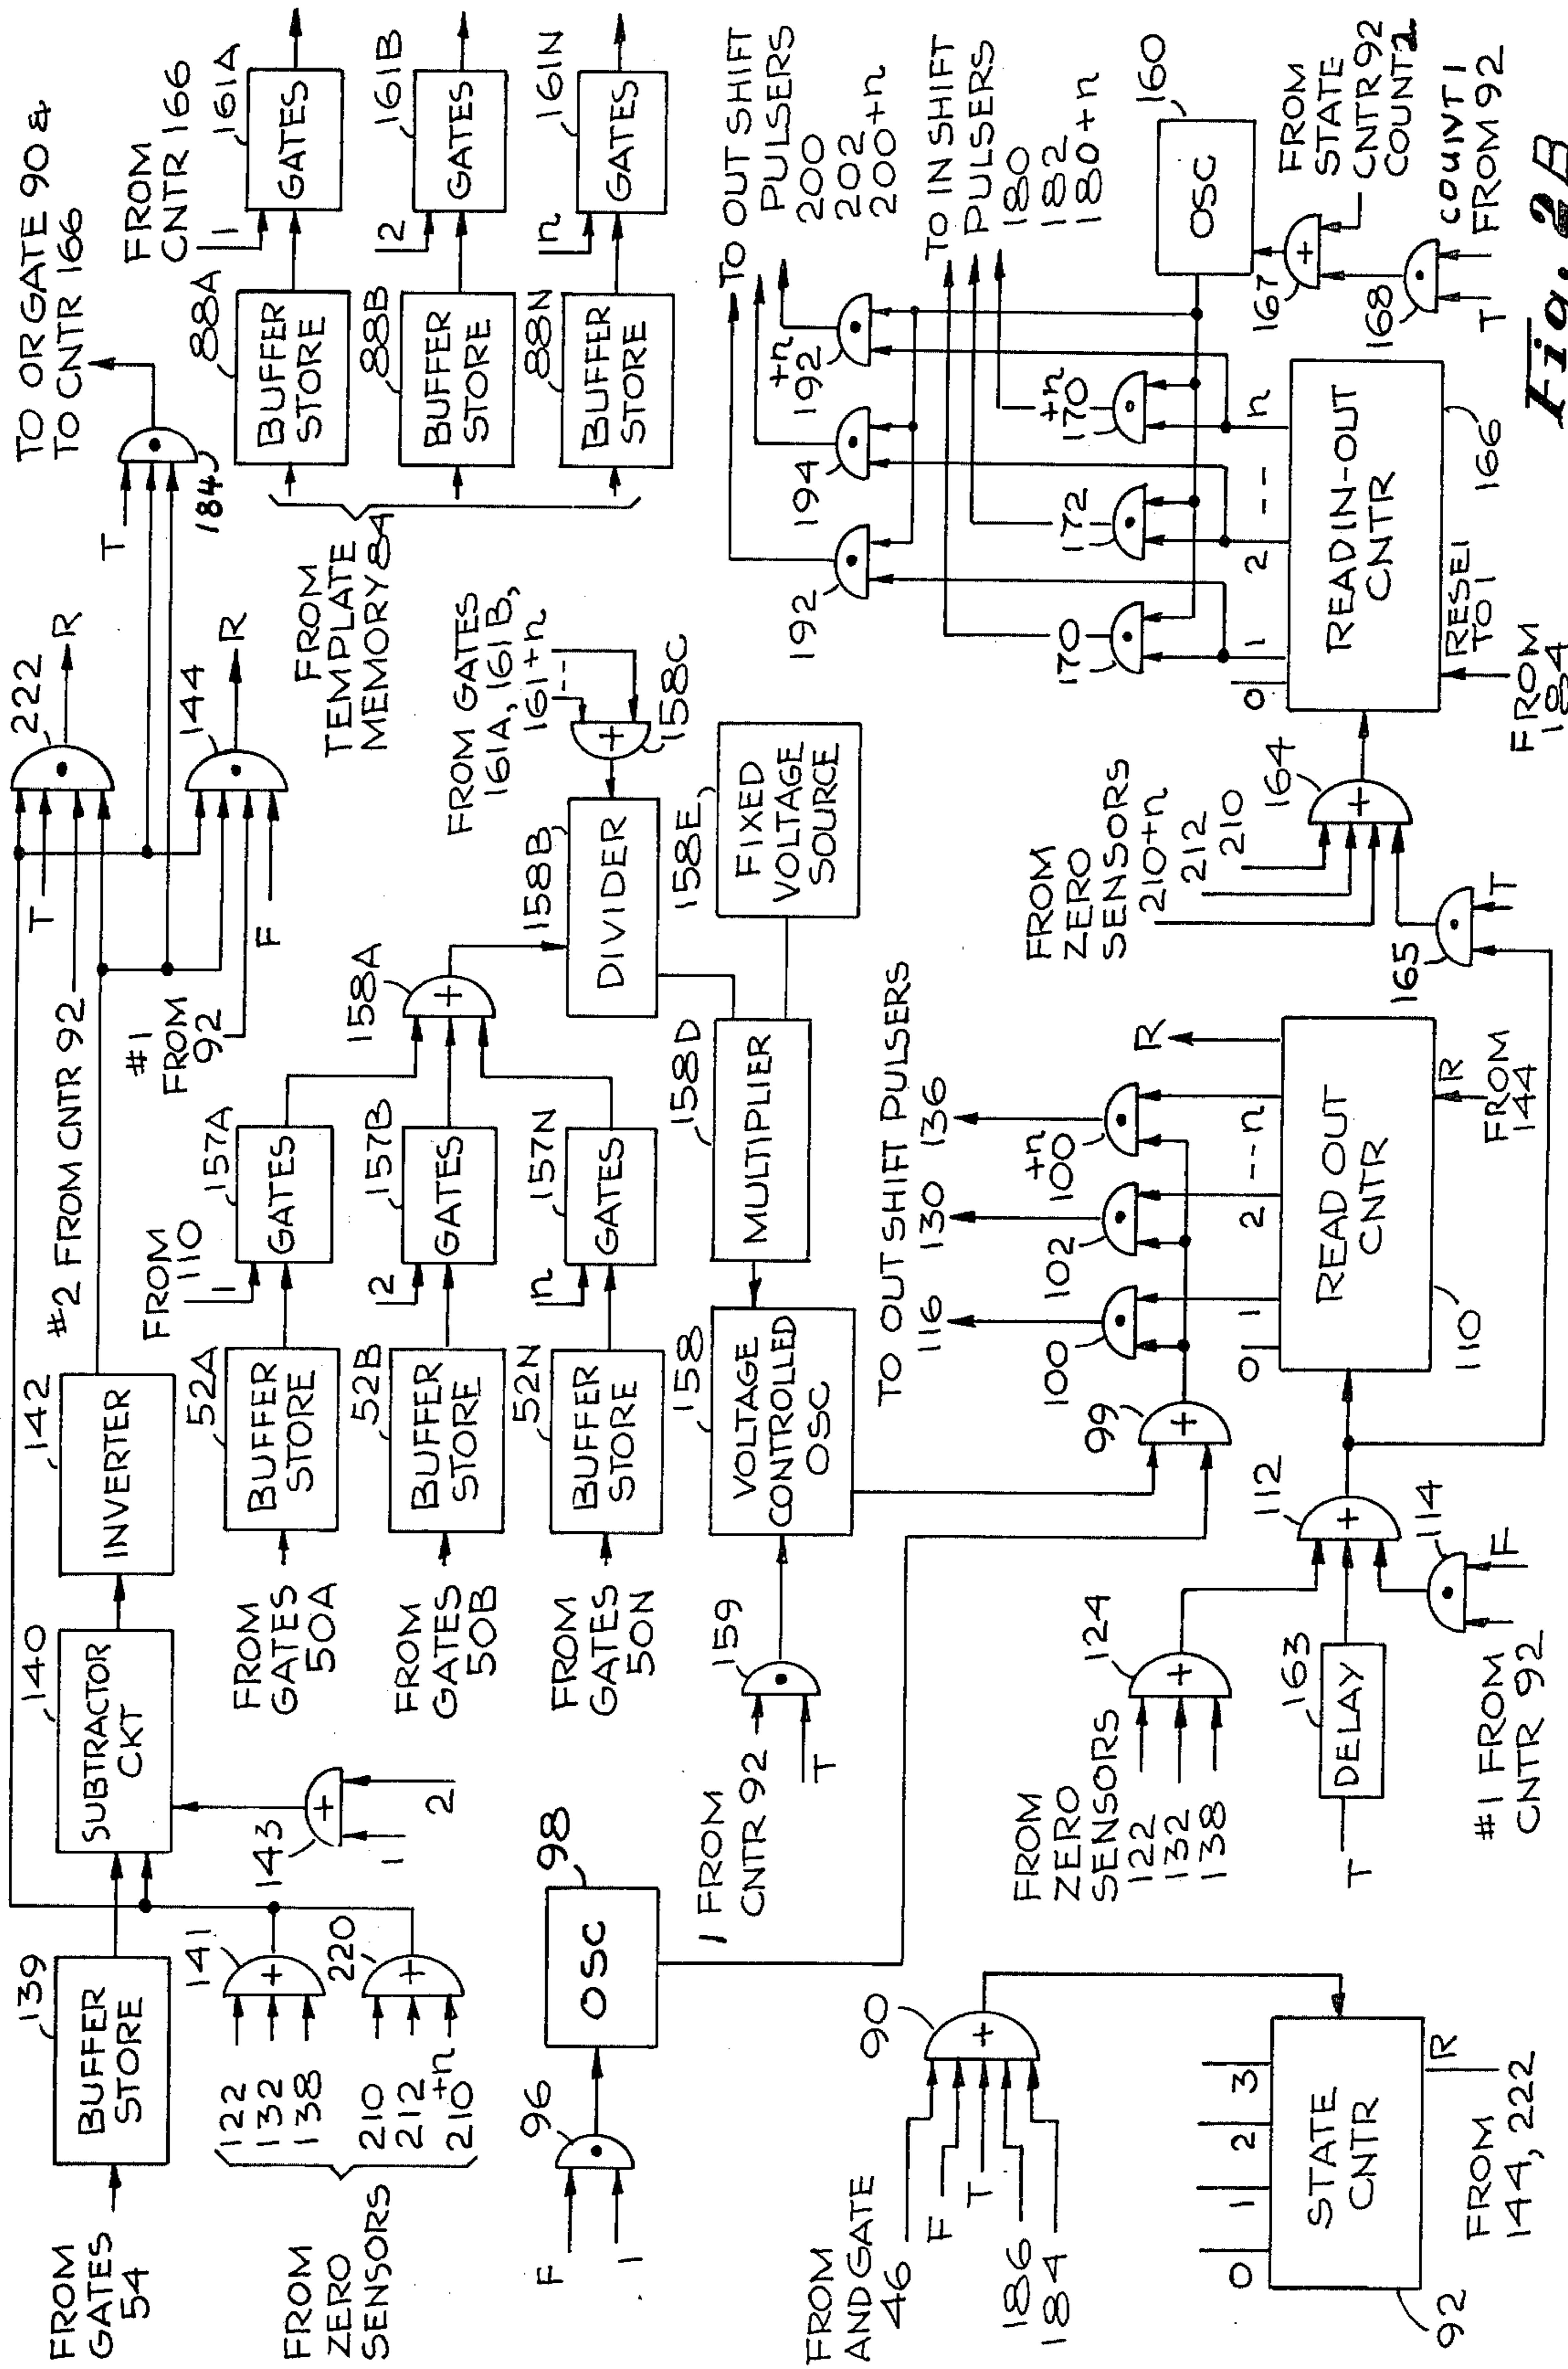 FROM
GATES
54
139
BUFFER
STORE
140
SUBTRACTOR
CKT
142
INVERTER
#2 FROM CNTR 92
T
222
R
TO OR GATE 90 &
TO CNTR 166
T
184
#1
FROM
92
F
144
R
FROM
ZERO
SENSORS
122
132
138
210
212
210+n
141
+
220
+
143
+
1
2
FROM
GATES
50A
52A
BUFFER
STORE
FROM
110
1
157A
GATES
FROM
GATES
50B
52B
BUFFER
STORE
2
157B
GATES
FROM
GATES
50N
52N
BUFFER
STORE
n
157N
GATES
158A
+
158B
DIVIDER
FROM GATES
161A, 161B,
161+n
+
158C
FROM
TEMPLATE
MEMORY 84
88A
BUFFER
STORE
FROM
CNTR 166
1
161A
GATES
88B
BUFFER
STORE
2
161B
GATES
88N
BUFFER
STORE
n
161N
GATES
F
1
96
98
OSC
1 FROM
CNTR 92
T
159
158
VOLTAGE
CONTROLLED
OSC
158D
MULTIPLIER
158E
FIXED
VOLTAGE
SOURCE
TO OUT SHIFT
PULSERS
200
202
200+n
192
194
+n
192
TO IN SHIFT
PULSERS
180
182
180+n
170
172
+n
170
160
OSC
167
+
FROM
STATE
CNTR 92
COUNT 2
168
T
COUNT 1
FROM 92
FROM
AND GATE
46
F
T
186
184
90
+
0
1
2
3
STATE
CNTR
92
R
FROM
144, 222
FROM
ZERO
SENSORS
122
132
138
124
+
T
163
DELAY
#1 FROM
CNTR 92
F
114
112
+
99
+
TO OUT SHIFT PULSERS
116
130
136
100
102
+n
100
R
0
1
2
--
n
READ OUT
CNTR
110
R
FROM
144
165
T
FROM
ZERO
SENSORS
210+n
212
210
164
+
0
1
2
--
n
READ IN-OUT
CNTR
166
RESET
TO 1
FROM
184
Fig. 2B